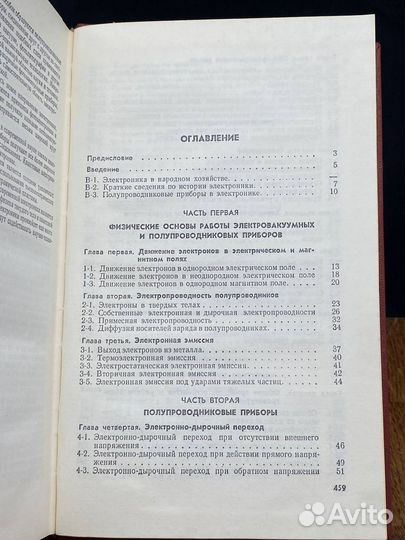 ОГЛАВЛЕНИЕ
Предисловие 3
Введение 5
В-1. Электроника в народном хозяйстве. —
В-2. Краткие сведения по истории электроники. 7
В-3. Полупроводниковые приборы в электронике. 10
ЧАСТЬ ПЕРВАЯ
ФИЗИЧЕСКИЕ ОСНОВЫ РАБОТЫ ЭЛЕКТРОВАКУУМНЫХ
И ПОЛУПРОВОДНИКОВЫХ ПРИБОРОВ
Глава первая. Движение электронов в электрическом и маг-
нитном полях
1-1. Движение электронов в однородном электрическом поле 13
1-2. Движение электронов в неоднородном электрическом поле 18
1-3. Движение электронов в однородном магнитном поле 20
Глава вторая. Электропроводность полупроводников
2-1. Электроны в твердых телах 23
2-2. Собственные электронная и дырочная электропроводности 26
2-3. Примесная электропроводность 32
2-4. Диффузия носителей заряда в полупроводниках. 34
Глава третья. Электронная эмиссия
3-1. Выход электронов из металла. 37
3-2. Термоэлектронная эмиссия 40
3-3. Электростатическая электронная эмиссия. 41
3-4. Вторичная электронная эмиссия 42
3-5. Электронная эмиссия под ударами тяжелых частиц. 44
ЧАСТЬ ВТОРАЯ
ПОЛУПРОВОДНИКОВЫЕ ПРИБОРЫ
Глава четвертая. Электронно-дырочный переход
4-1. Электронно-дырочный переход при отсутствии внешнего
напряжения 46
4-2. Электронно-дырочный переход при действии прямого напря-
жения 49
4-3. Электронно-дырочный переход при обратном напряжении 51
459
Avito